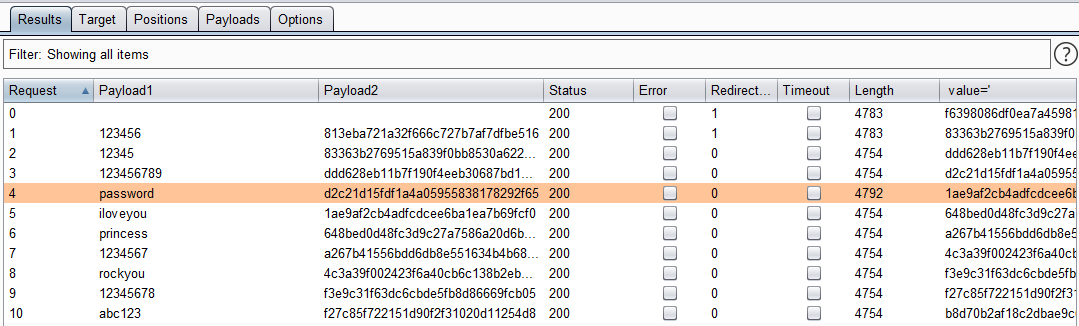 Results Target Positions Payloads Options
Filter: Showing all items ?
Request Payload1 Payload2 Status Error Redirect... Timeout Length value='
0 200 1 4783 f6398086df0ea7a45981
1 123456 813eba721a32f666c727b7af7dfbe516 200 1 4783 83363b2769515a839f0
2 12345 83363b2769515a839f0bb8530a622... 200 0 4754 ddd628eb11b7f190f4ee
3 123456789 ddd628eb11b7f190f4eeb30687bd1... 200 0 4754 d2c21d15fdf1a4a05955
4 password d2c21d15fdf1a4a05955838178292f65 200 0 4792 1ae9af2cb4adfcdcee6b
5 iloveyou 1ae9af2cb4adfcdcee6ba1ea7b69fcf0 200 0 4754 648bed0d48fc3d9c27a
6 princess 648bed0d48fc3d9c27a7586a20d6b... 200 0 4754 a267b41556bdd6db8e5
7 1234567 a267b41556bdd6db8e551634b4b68... 200 0 4754 4c3a39f002423f6a40cb
8 rockyou 4c3a39f002423f6a40cb6c138b2eb... 200 0 4754 f3e9c31f63dc6cbde5fb
9 12345678 f3e9c31f63dc6cbde5fb8d86669fcb05 200 0 4754 f27c85f722151d90f2f31
10 abc123 f27c85f722151d90f2f31020d11254d8 200 0 4754 b8d70b2af18c2dbae9c